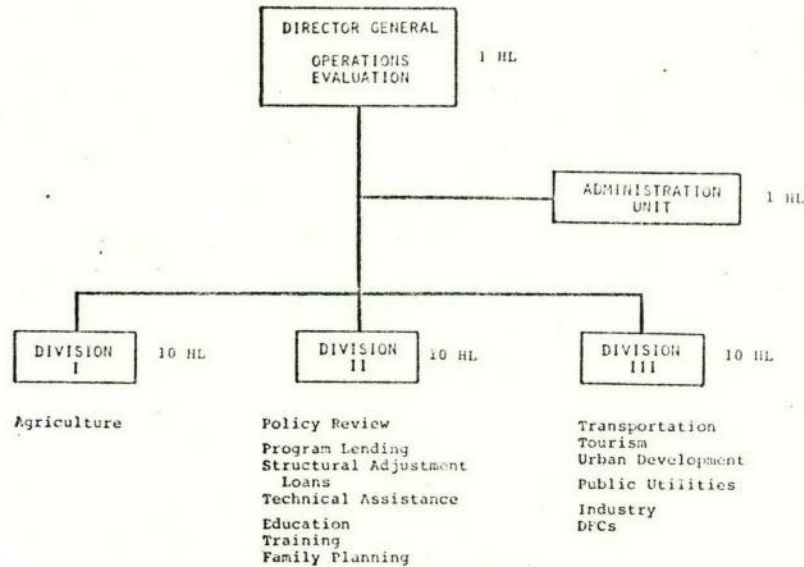 DIRECTOR GENERAL
OPERATIONS
EVALUATION
1 HL
ADMINISTRATION
UNIT
1 HL
DIVISION
I
10 HL
DIVISION
II
10 HL
DIVISION
III
10 HL
Agriculture
Policy Review
Program Lending
Structural Adjustment
Loans
Technical Assistance
Education
Training
Family Planning
Transportation
Tourism
Urban Development
Public Utilities
Industry
DFCs